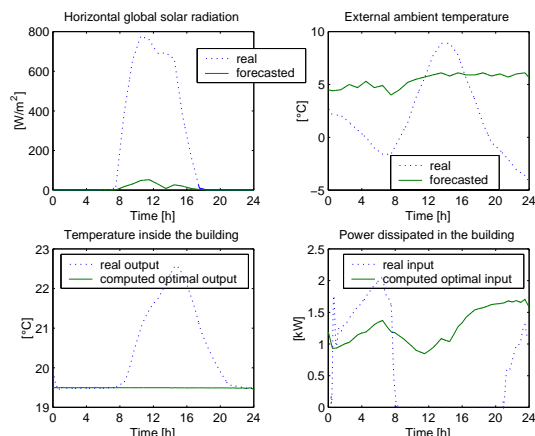 Horizontal global solar radiation
800
600
400
200
0
[W/m²]
0 4 8 12 16 20 24
Time [h]
real
forecasted
External ambient temperature
10
5
0
−5
[°C]
0 4 8 12 16 20 24
Time [h]
real
forecasted
Temperature inside the building
23
22
21
20
19
[°C]
0 4 8 12 16 20 24
Time [h]
real output
computed optimal output
Power dissipated in the building
2.5
2
1.5
1
0.5
0
[kW]
0 4 8 12 16 20 24
Time [h]
real input
computed optimal input